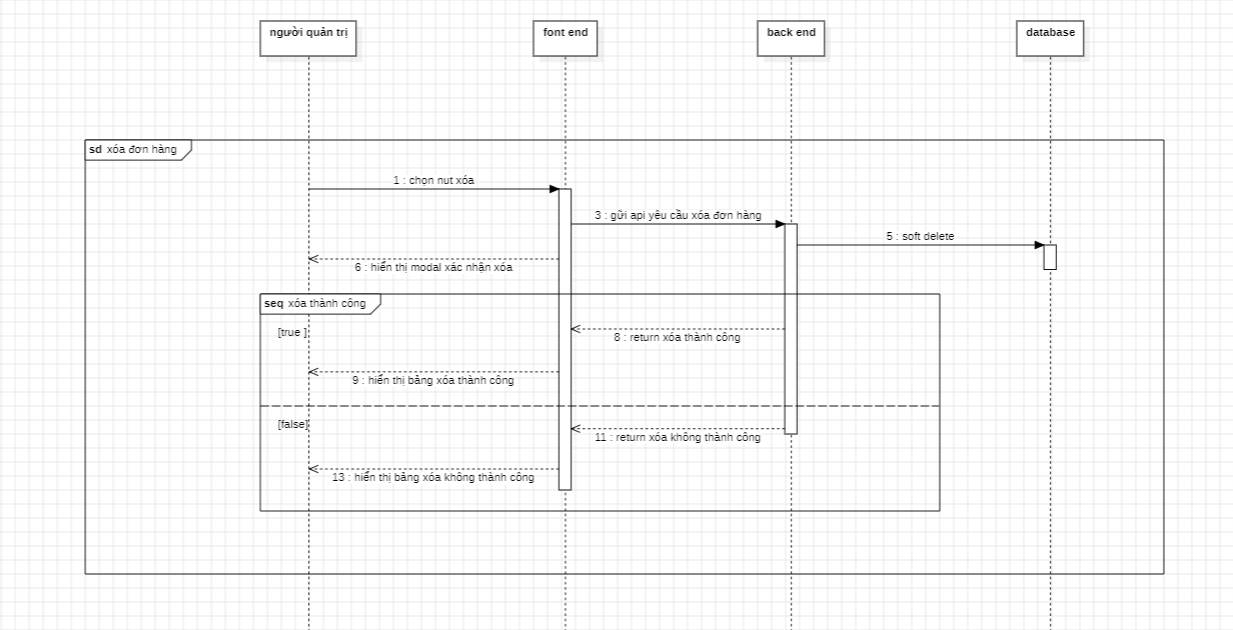 người quản trị
font end
back end
database
sd xóa đơn hàng
1 : chọn nut xóa
3 : gửi api yêu cầu xóa đơn hàng
5 : soft delete
6 : hiển thị modal xác nhận xóa
seq xóa thành công
[true ]
8 : return xóa thành công
9 : hiển thị bảng xóa thành công
[false]
11 : return xóa không thành công
13 : hiển thị bảng xóa không thành công